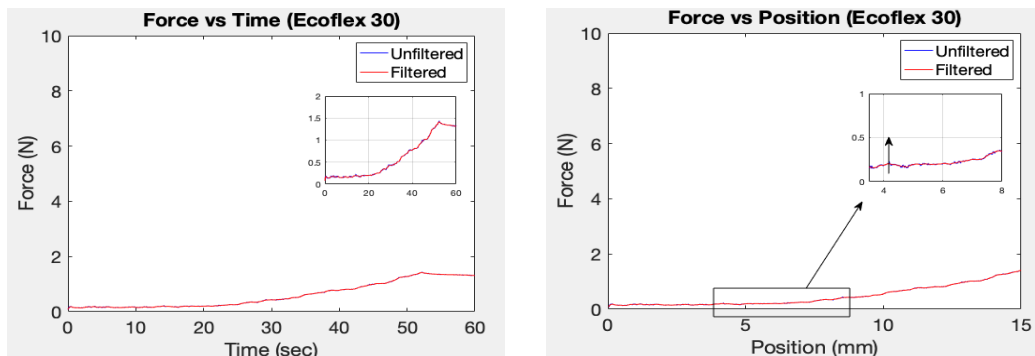 Force vs Time (Ecoflex 30)
10
8
6
4
2
0
Force (N)
Unfiltered
Filtered
2
1.5
1
0.5
0
0 20 40 60
0 10 20 30 40 50 60
Time (sec)
Force vs Position (Ecoflex 30)
10
8
6
4
2
0
Force (N)
Unfiltered
Filtered
1
0.5
0
4 6 8
0 5 10 15
Position (mm)